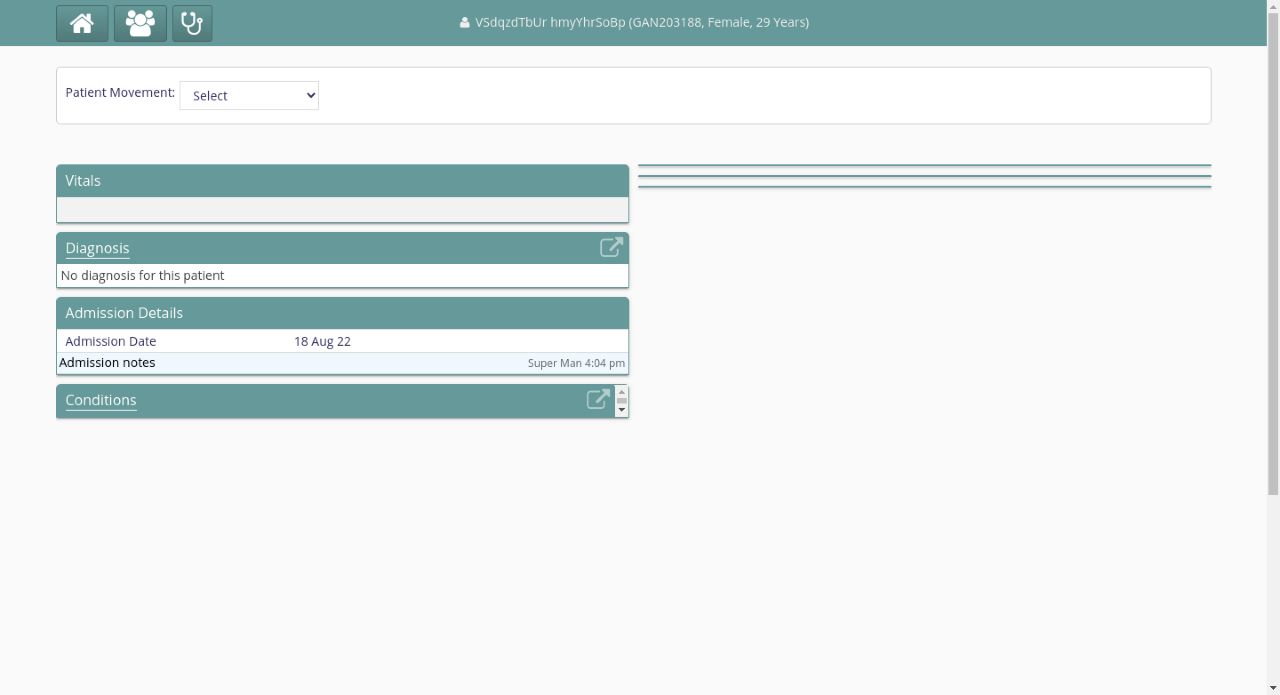 VSdqzdTbUr hmyYhrSoBp (GAN203188, Female, 29 Years)
Patient Movement: Select
Vitals
Diagnosis
No diagnosis for this patient
Admission Details
Admission Date 18 Aug 22
Admission notes Super Man 4:04 pm
Conditions